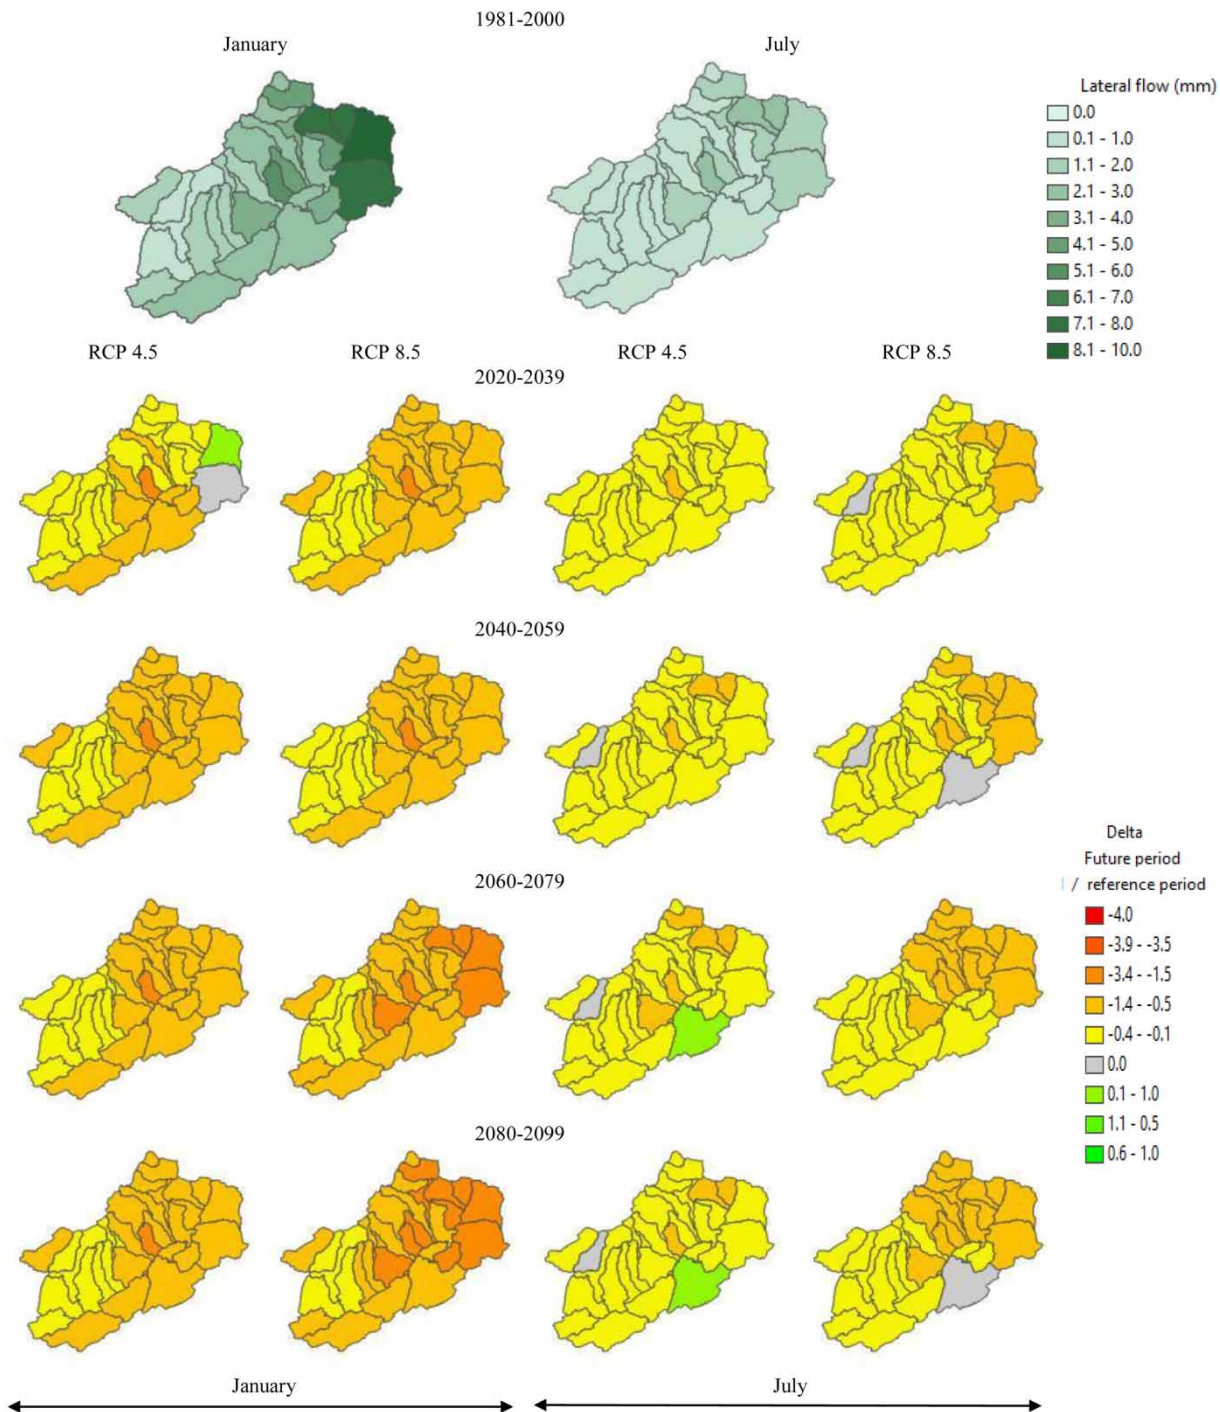 1981-2000
January
July
Lateral flow (mm)
0.0
0.1 - 1.0
1.1 - 2.0
2.1 - 3.0
3.1 - 4.0
4.1 - 5.0
5.1 - 6.0
6.1 - 7.0
7.1 - 8.0
8.1 - 10.0
RCP 4.5
RCP 8.5
RCP 4.5
RCP 8.5
2020-2039
2040-2059
2060-2079
2080-2099
Delta
Future period
/ reference period
-4.0
-3.9 - -3.5
-3.4 - -1.5
-1.4 - -0.5
-0.4 - -0.1
0.0
0.1 - 1.0
1.1 - 0.5
0.6 - 1.0
January
July